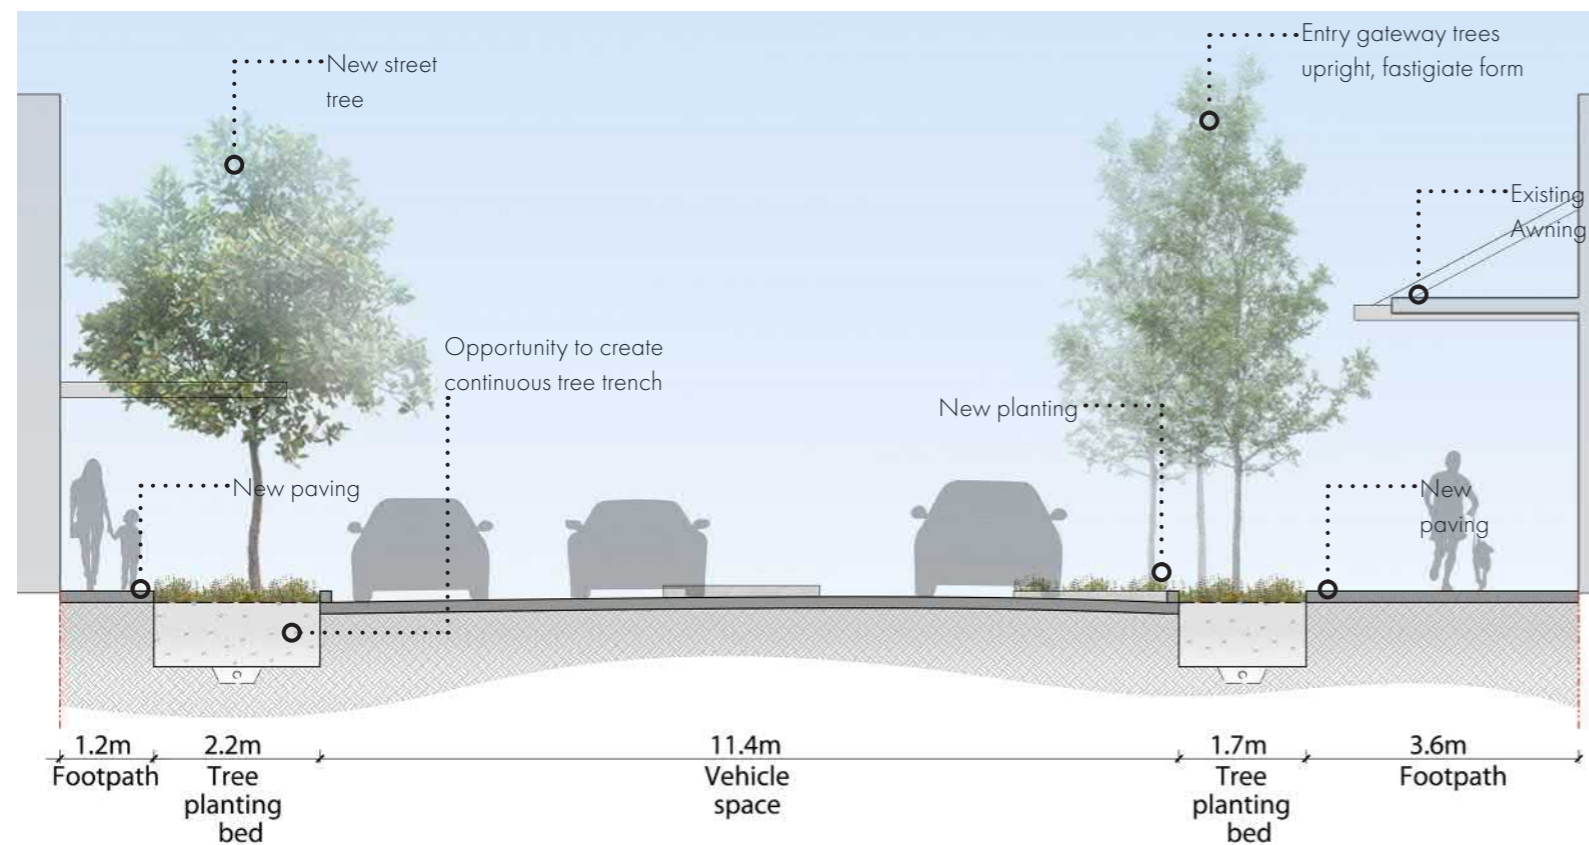 New street
tree
Entry gateway trees
upright, fastigiate form
Existing
Awning
Opportunity to create
continuous tree trench
New planting
New paving
New
paving
1.2m
Footpath
2.2m
Tree
planting
bed
11.4m
Vehicle
space
1.7m
Tree
planting
bed
3.6m
Footpath